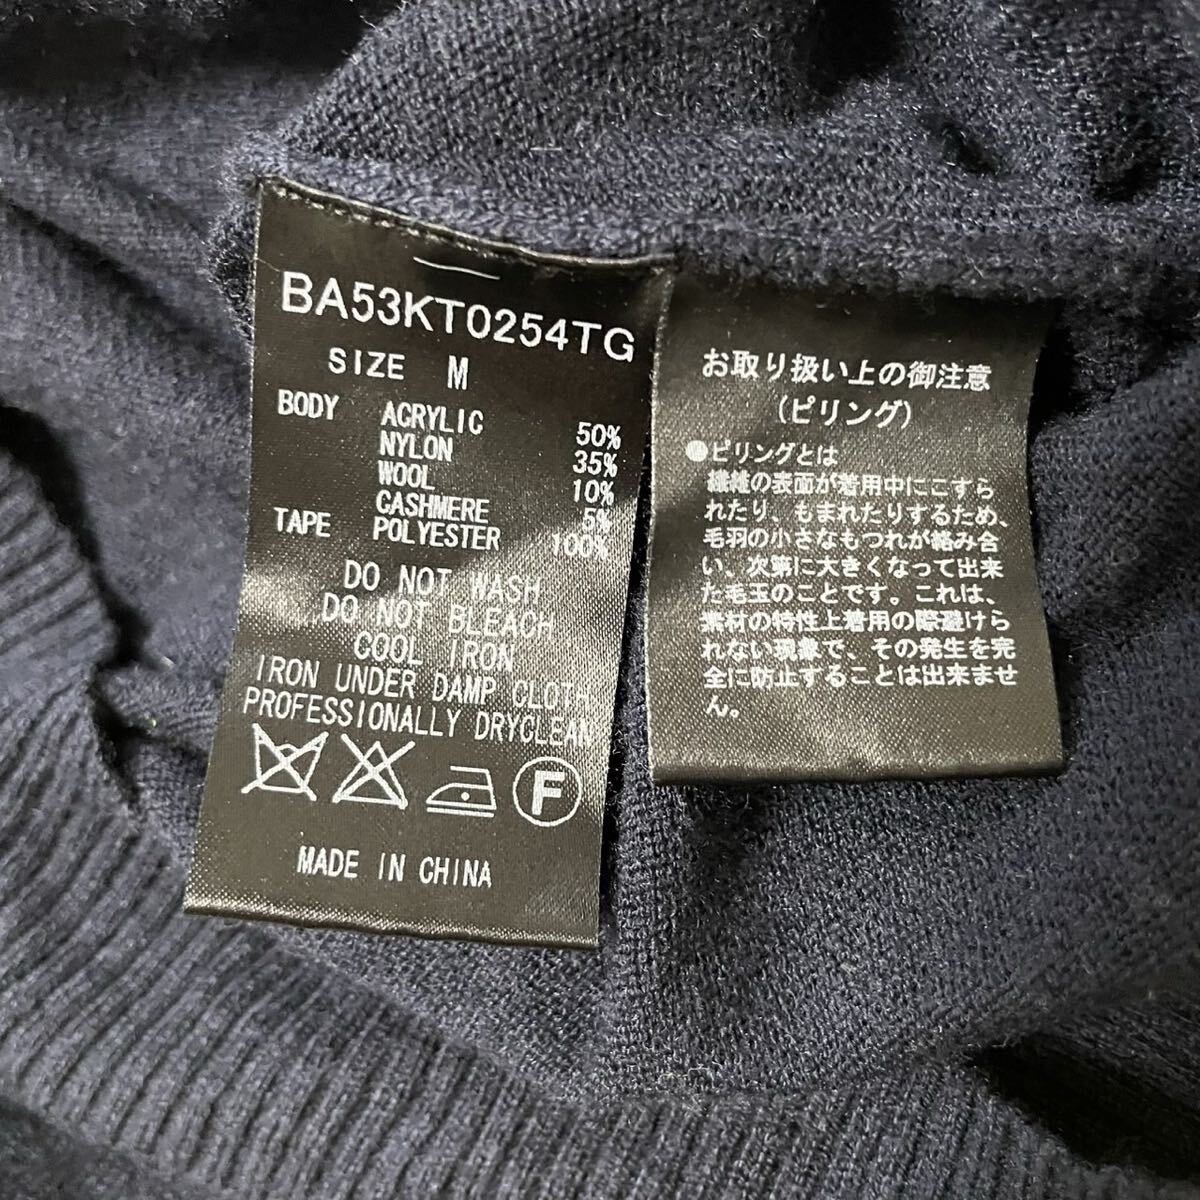 BA53KT0254TG
SIZE M
BODY ACRYLIC 50%
NYLON 35%
WOOL 10%
CASHMERE 5%
TAPE POLYESTER 100%
DO NOT WASH
DO NOT BLEACH
COOL IRON
IRON UNDER DAMP CLOTH
PROFESSIONALLY DRYCLEAN
F
MADE IN CHINA
お取り扱い上の御注意
(ピリング)
●ピリングとは
繊維の表面が着用中にこすら
れたり、もまれたりするため、
毛羽の小さなもつれが絡み合
い、次第に大きくなって出来
た毛玉のことです。これは、
素材の特性上着用の際避けら
れない現象で、その発生を完
全に防止することは出来ませ
ん。